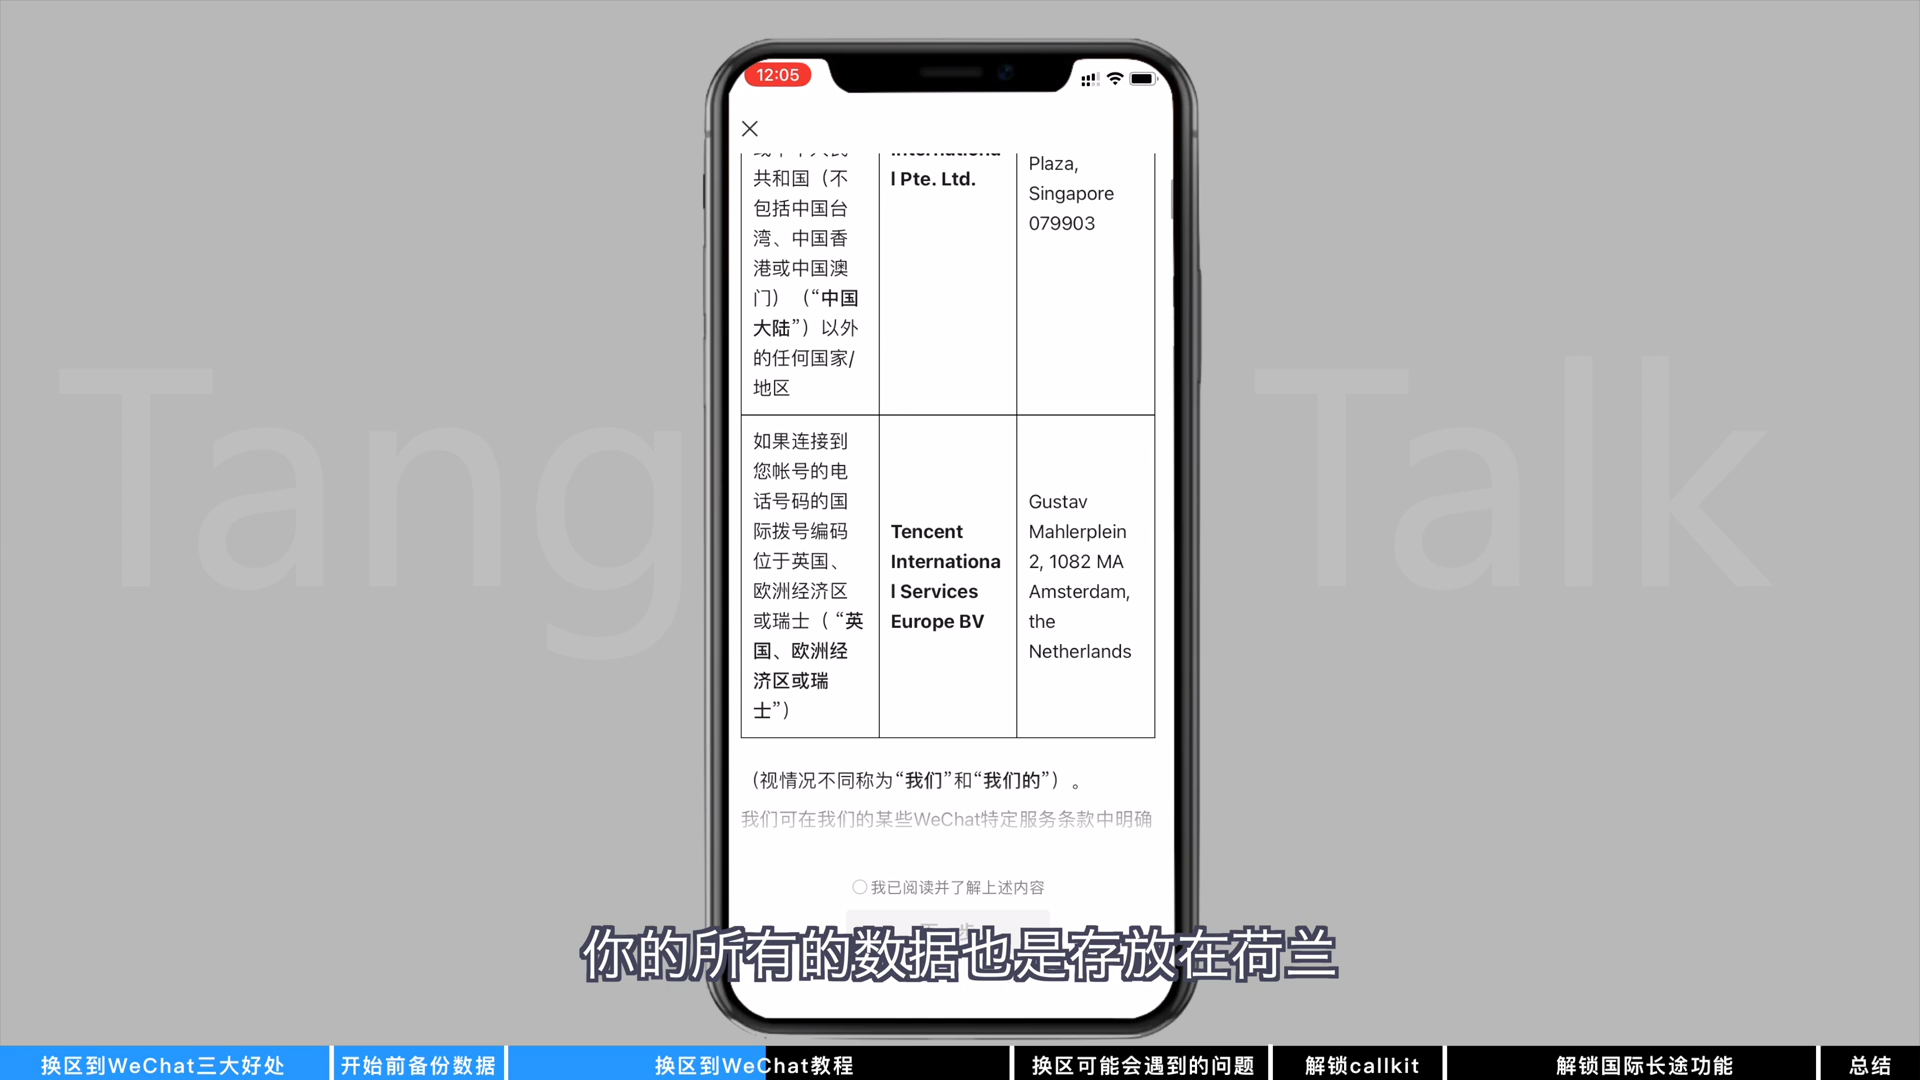 12:05
共和国（不
包括中国台
湾、中国香
港或中国澳
门）（“中国
大陆”）以外
的任何国家/
地区
l Pte. Ltd.
Plaza,
Singapore
079903
如果连接到
您帐号的电
话号码的国
际拨号编码
位于英国、
欧洲经济区
或瑞士（“英
国、欧洲经
济区或瑞
士”）
Tencent
Internationa
l Services
Europe BV
Gustav
Mahlerplein
2, 1082 MA
Amsterdam,
the
Netherlands
（视情况不同称为“我们”和“我们的”）。
我们可在我们的某些WeChat特定服务条款中明确
我已阅读并了解上述内容
你的所有的数据也是存放在荷兰
Tang
Talk
换区到WeChat三大好处
开始前备份数据
换区到WeChat教程
换区可能会遇到的问题
解锁callkit
解锁国际长途功能
总结